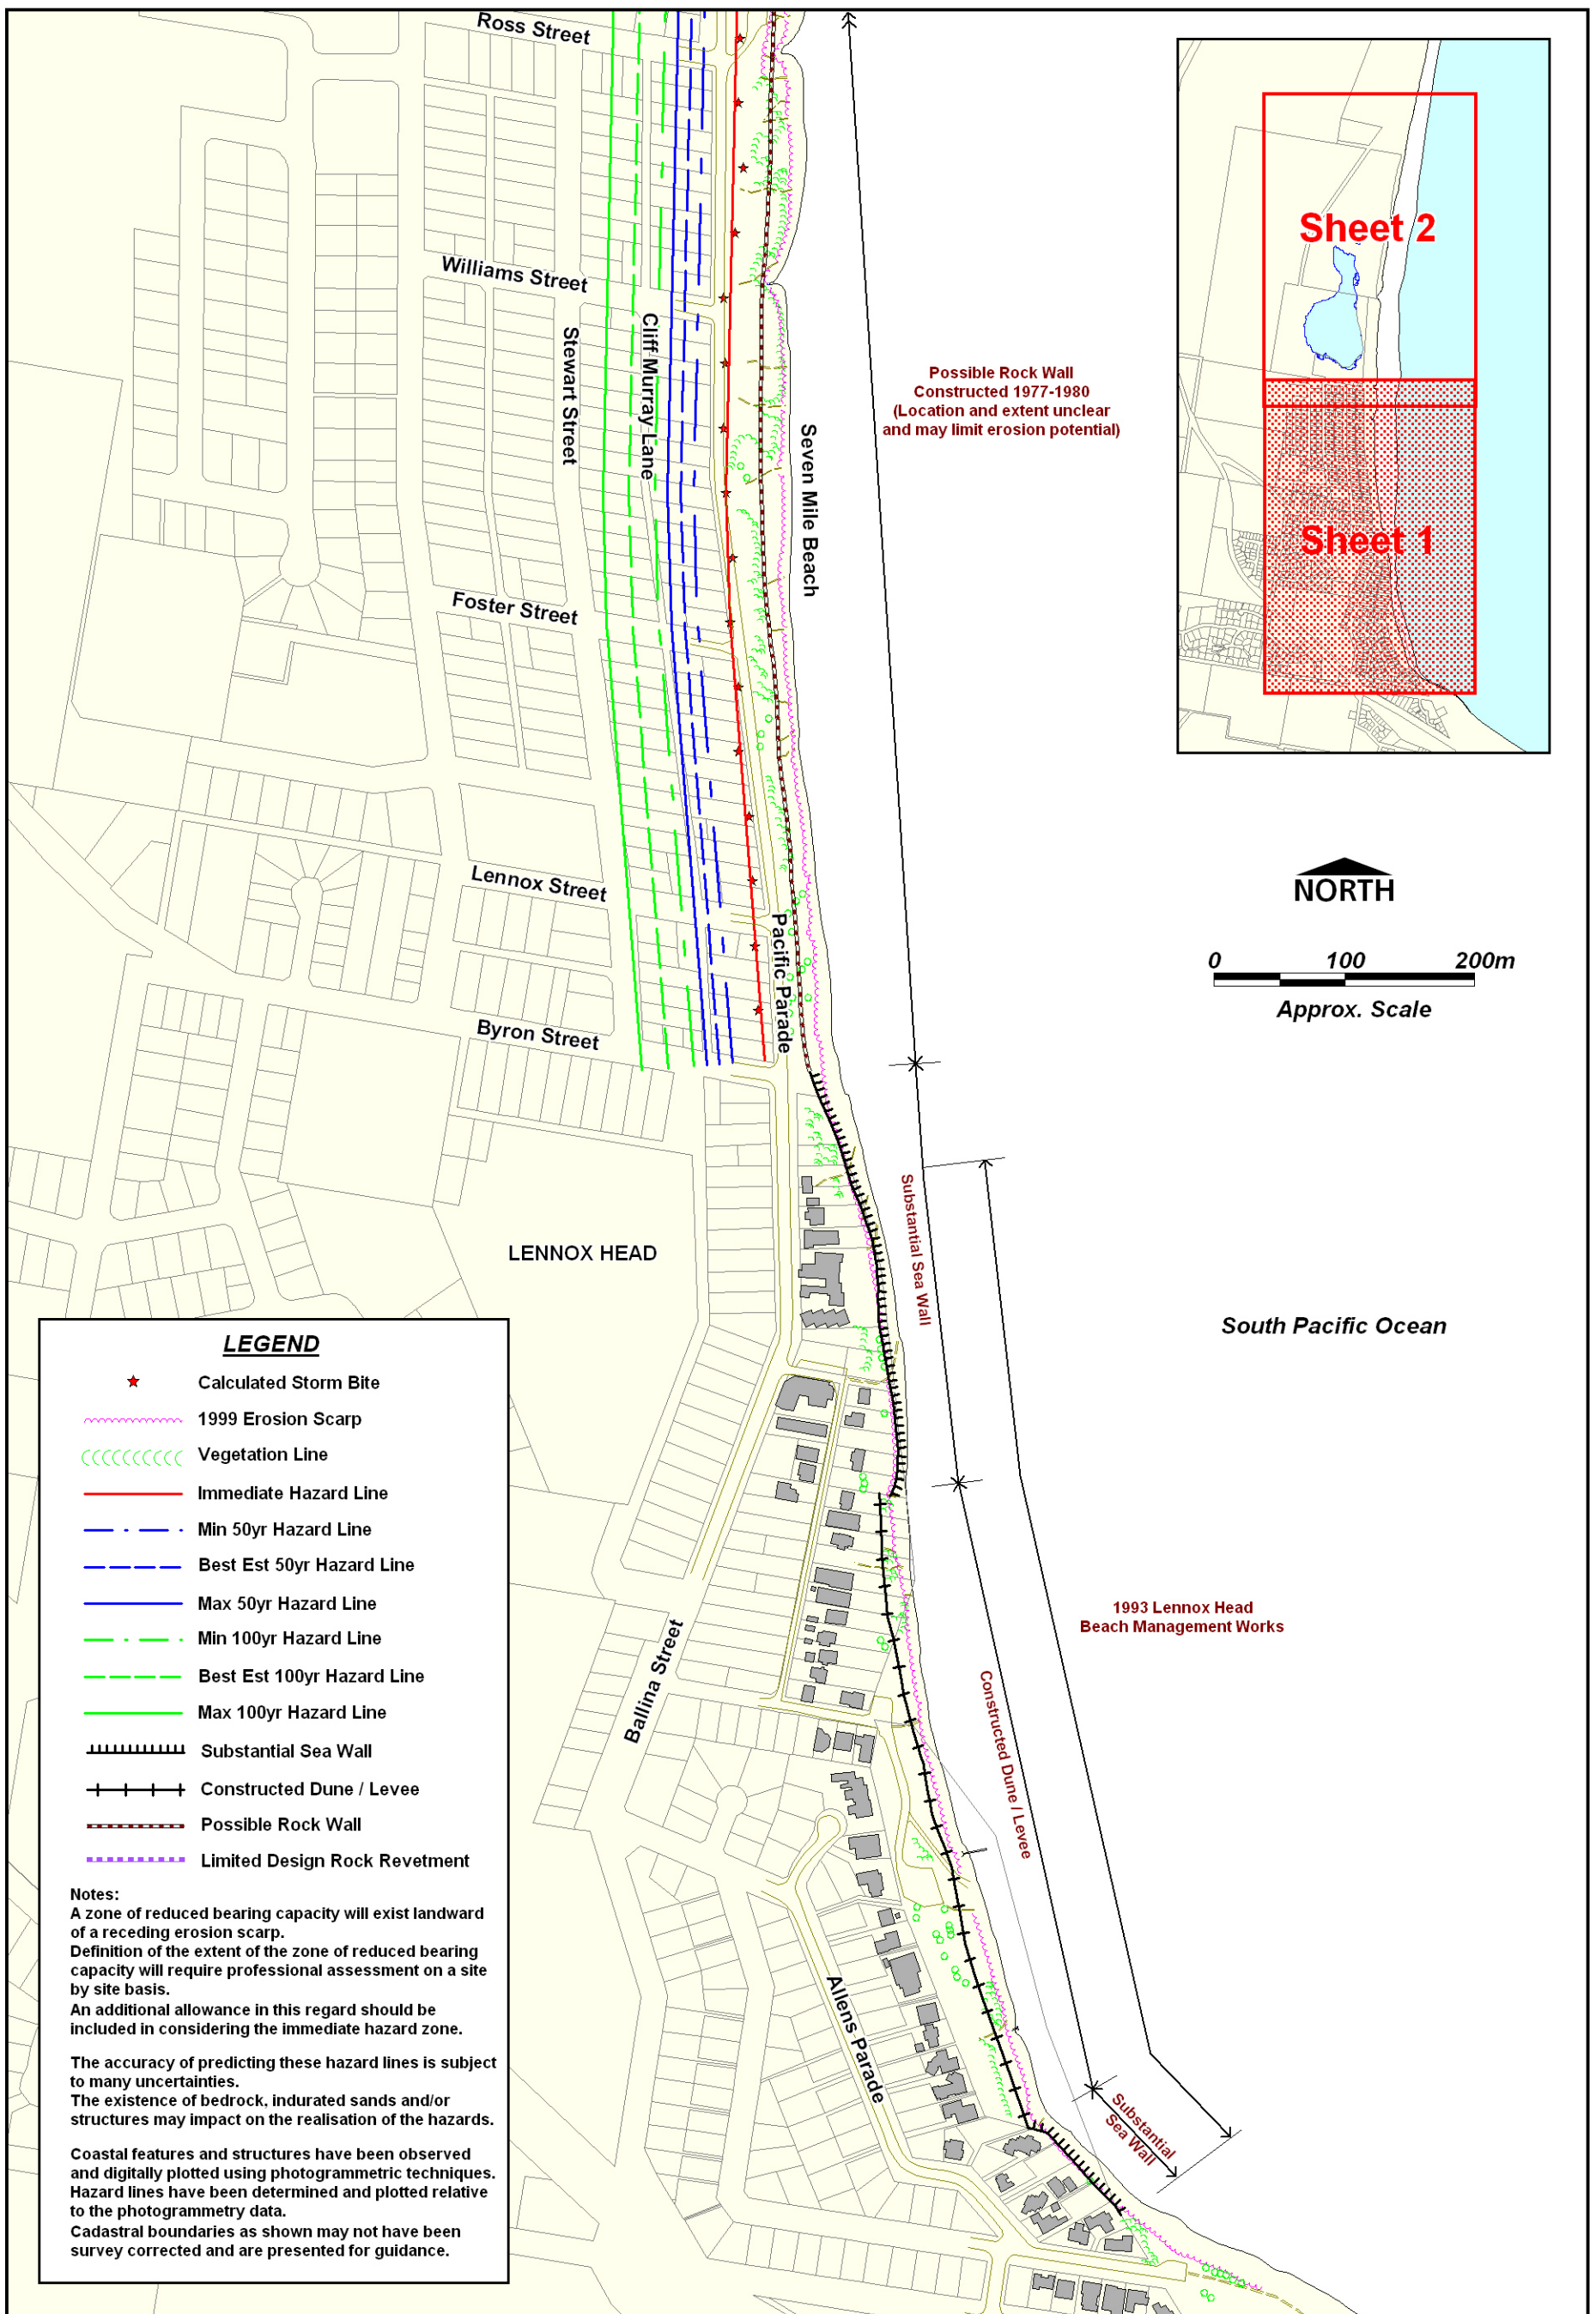 Ross Street
Williams Street
Stewart Street
Cliff Murray Lane
Seven Mile Beach
Possible Rock Wall
Constructed 1977-1980
(Location and extent unclear
and may limit erosion potential)
Sheet 2
Sheet 1
Foster Street
Lennox Street
Pacific Parade
Byron Street
NORTH
0 100 200m
Approx. Scale
Substantial Sea Wall
LENNOX HEAD
South Pacific Ocean
1993 Lennox Head
Beach Management Works
Ballina Street
Constructed Dune / Levee
Allens Parade
Substantial
Sea Wall
LEGEND
Calculated Storm Bite
1999 Erosion Scarp
Vegetation Line
Immediate Hazard Line
Min 50yr Hazard Line
Best Est 50yr Hazard Line
Max 50yr Hazard Line
Min 100yr Hazard Line
Best Est 100yr Hazard Line
Max 100yr Hazard Line
Substantial Sea Wall
Constructed Dune / Levee
Possible Rock Wall
Limited Design Rock Revetment
Notes:
A zone of reduced bearing capacity will exist landward
of a receding erosion scarp.
Definition of the extent of the zone of reduced bearing
capacity will require professional assessment on a site
by site basis.
An additional allowance in this regard should be
included in considering the immediate hazard zone.
The accuracy of predicting these hazard lines is subject
to many uncertainties.
The existence of bedrock, indurated sands and/or
structures may impact on the realisation of the hazards.
Coastal features and structures have been observed
and digitally plotted using photogrammetric techniques.
Hazard lines have been determined and plotted relative
to the photogrammetry data.
Cadastral boundaries as shown may not have been
survey corrected and are presented for guidance.